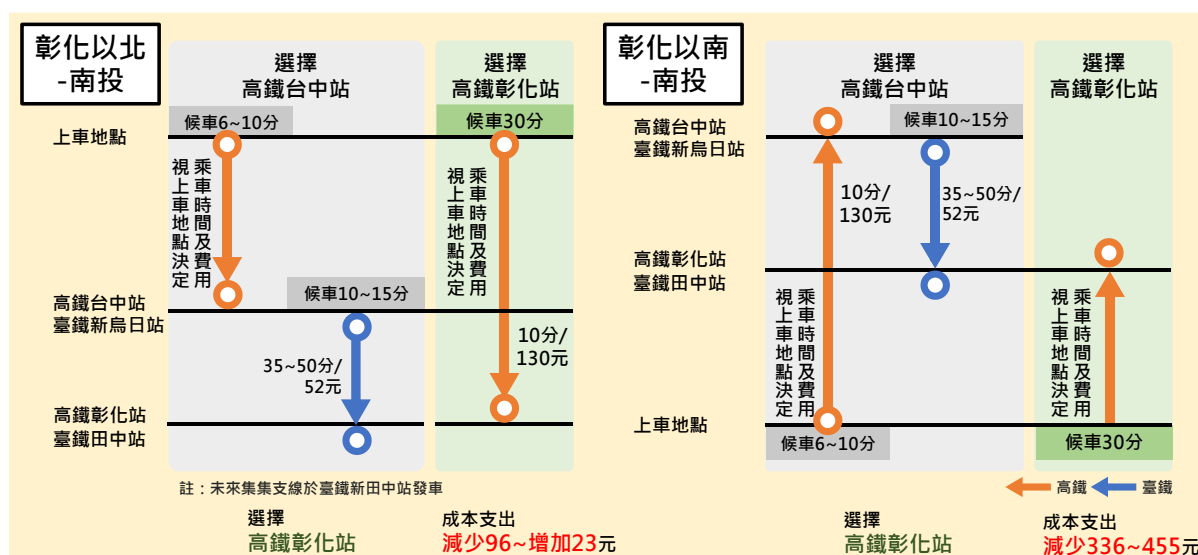 彰化以北
-南投
選擇
高鐵台中站
選擇
高鐵彰化站
候車6~10分
候車30分
上車地點
乘車時間及費用
視上車地點決定
乘車時間及費用
視上車地點決定
候車10~15分
高鐵台中站
臺鐵新烏日站
10分/
130元
35~50分/
52元
高鐵彰化站
臺鐵田中站
註：未來集集支線於臺鐵新田中站發車
選擇
高鐵彰化站
成本支出
減少96~增加23元
彰化以南
-南投
選擇
高鐵台中站
選擇
高鐵彰化站
候車10~15分
高鐵台中站
臺鐵新烏日站
10分/
130元
35~50分/
52元
高鐵彰化站
臺鐵田中站
乘車時間及費用
視上車地點決定
乘車時間及費用
視上車地點決定
上車地點
候車6~10分
候車30分
高鐵
臺鐵
選擇
高鐵彰化站
成本支出
減少336~455元